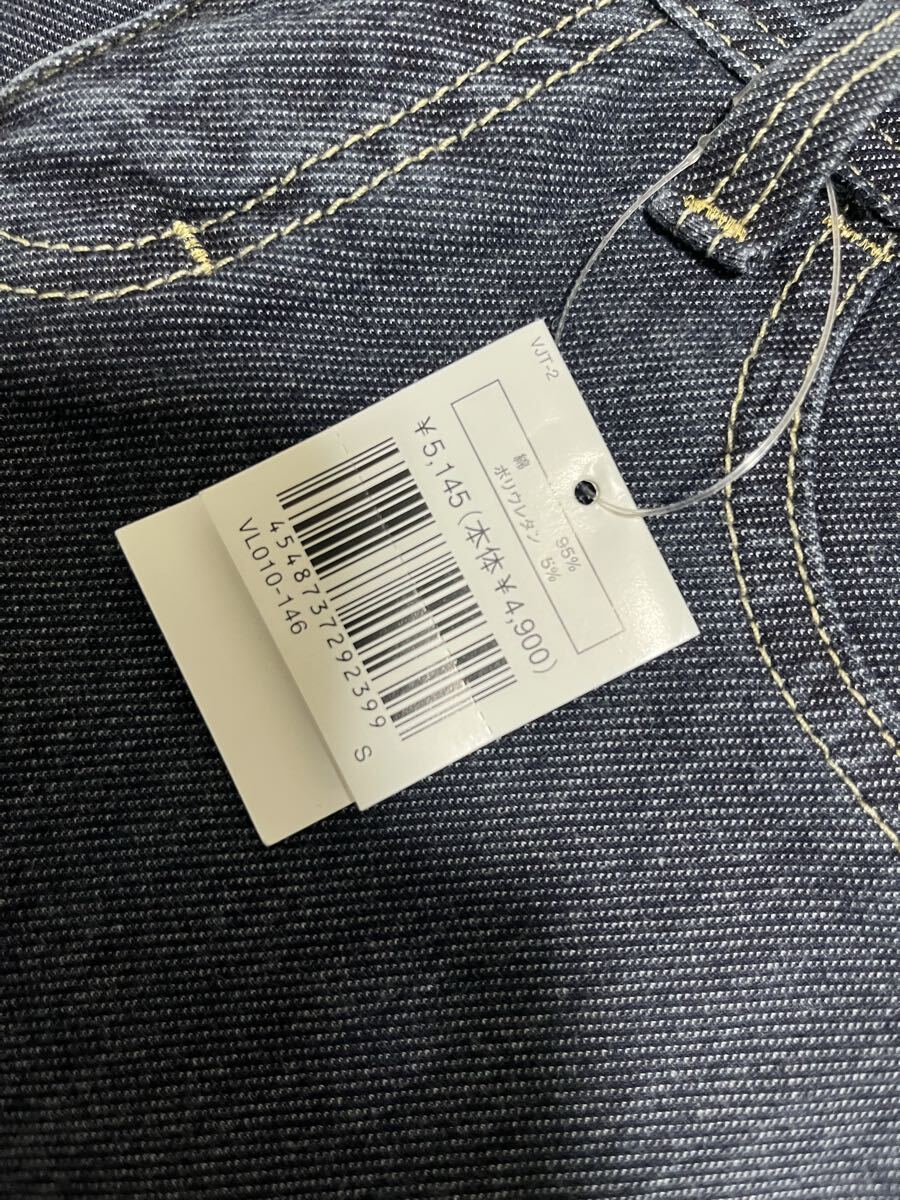 VJT-2
綿 95%
ポリウレタン 5%
¥5,145(本体¥4,900)
4548737292399
VL010-146 S